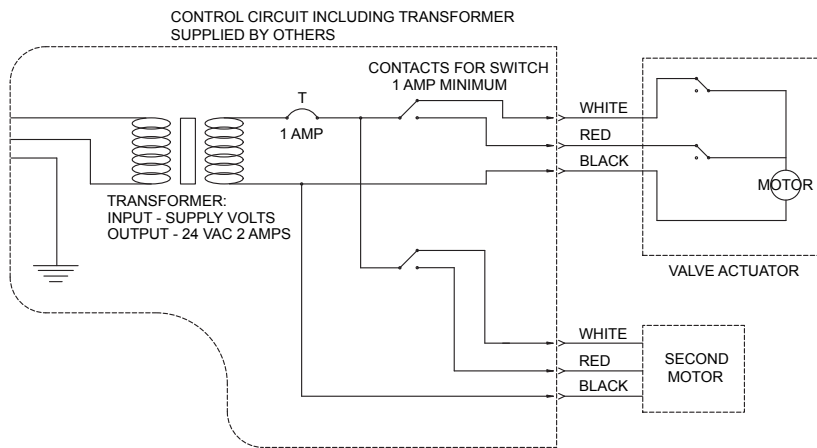 CONTROL CIRCUIT INCLUDING TRANSFORMER
SUPPLIED BY OTHERS
CONTACTS FOR SWITCH
1 AMP MINIMUM
T
1 AMP
WHITE
RED
BLACK
MOTOR
TRANSFORMER:
INPUT - SUPPLY VOLTS
OUTPUT - 24 VAC 2 AMPS
VALVE ACTUATOR
WHITE
RED
BLACK
SECOND
MOTOR